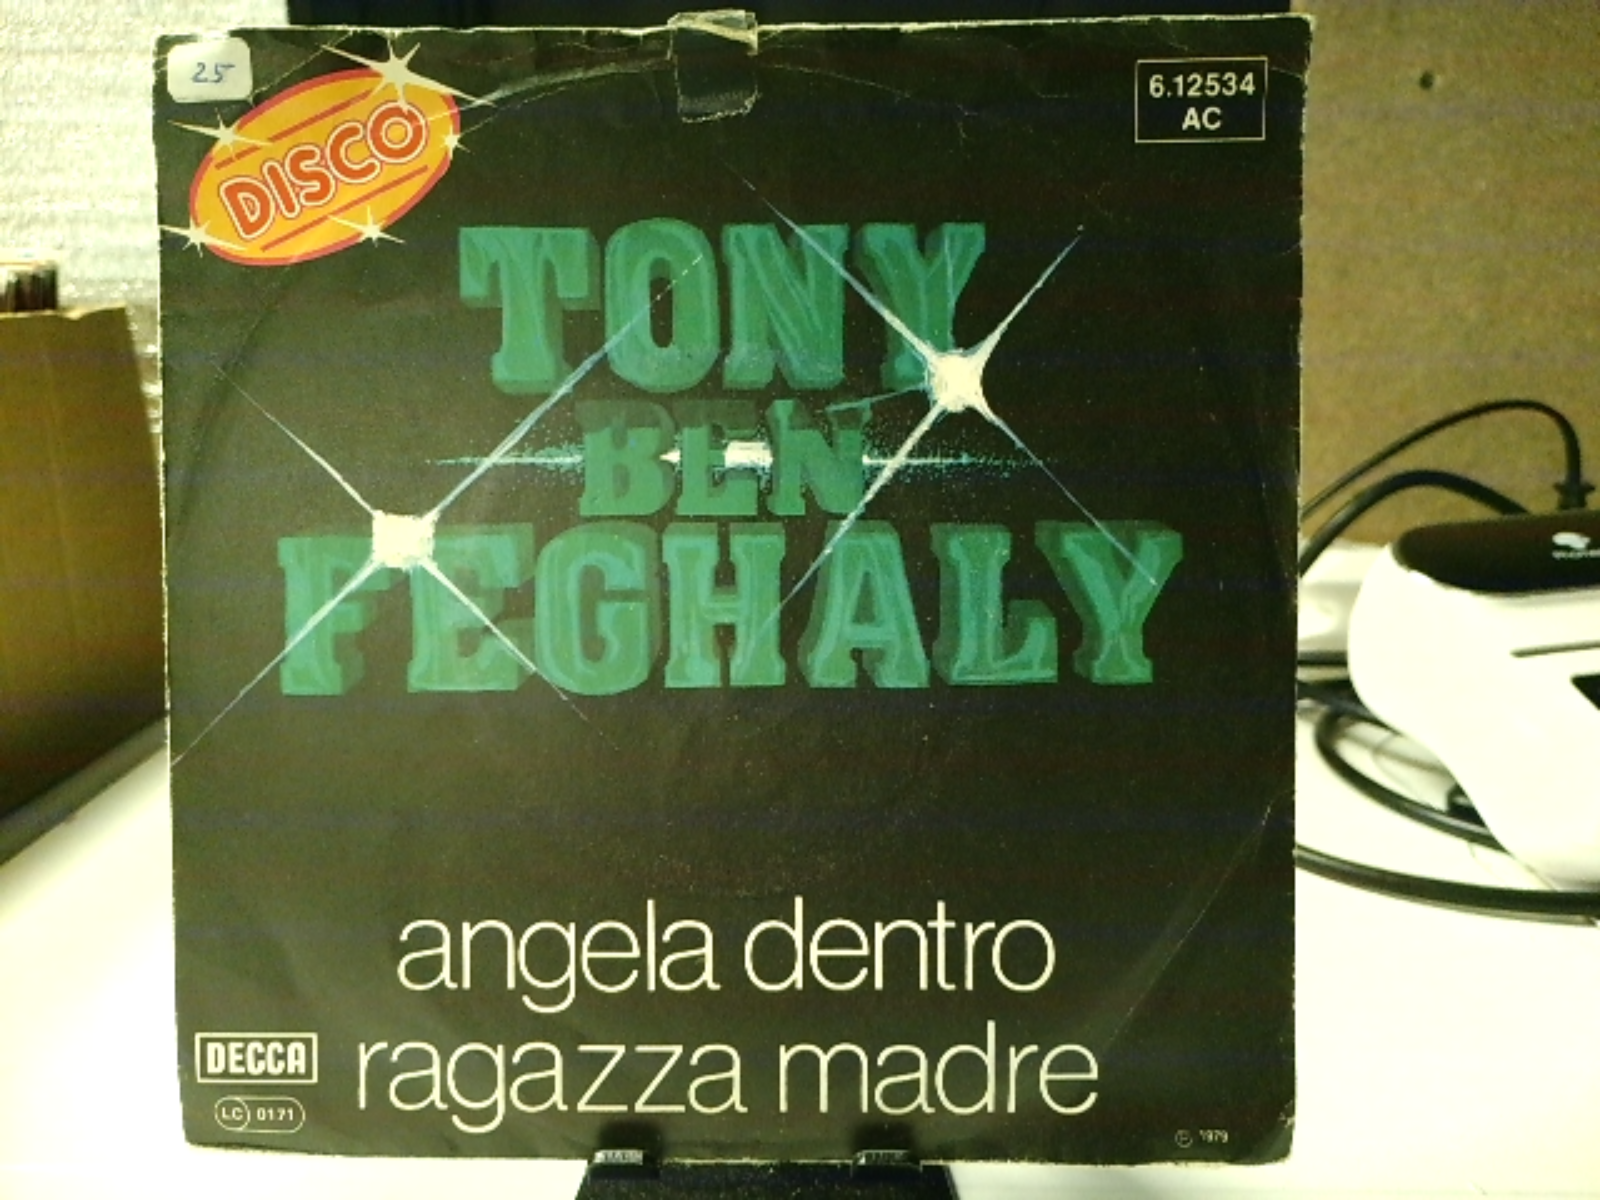 25
DISCO
6.12534
AC
TONY
BEN
FEGHALY
angela dentro
ragazza madre
DECCA
LC 0171
℗ 1979